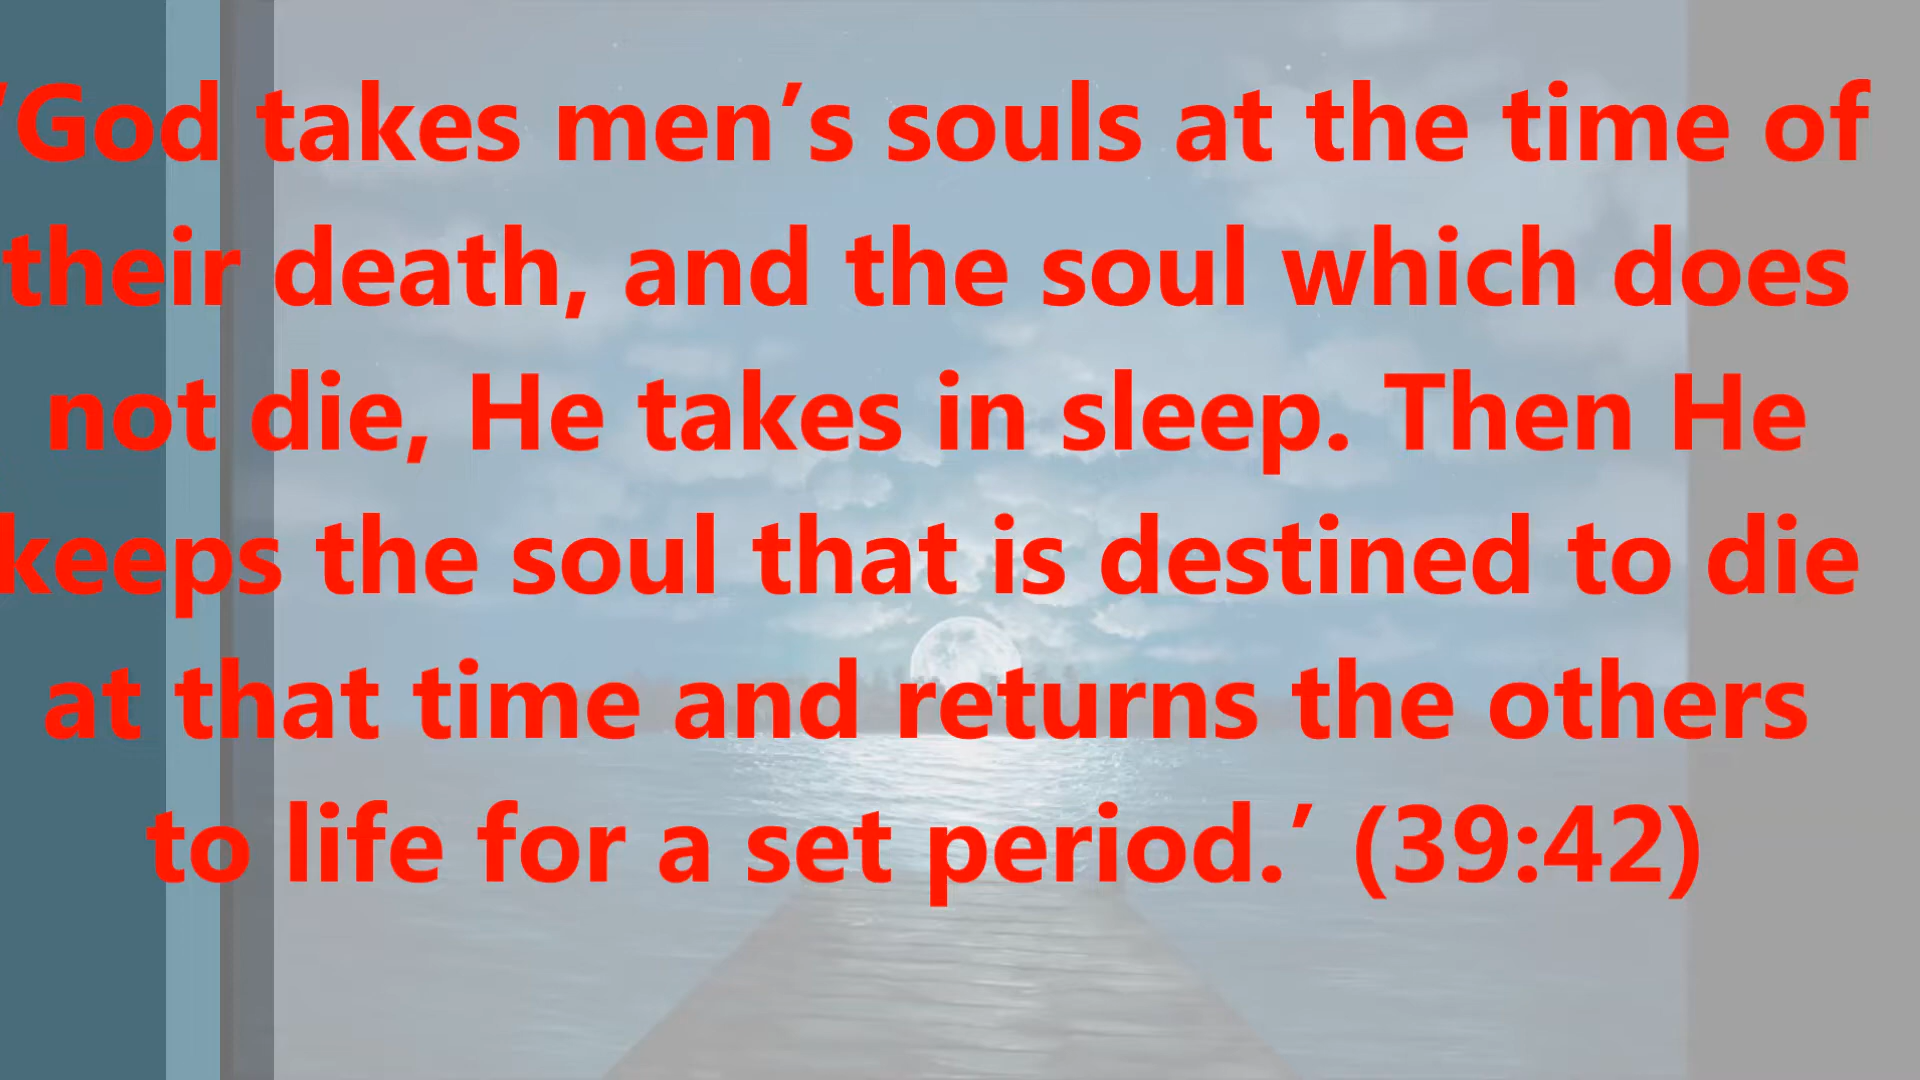 ‘God takes men’s souls at the time of
their death, and the soul which does
not die, He takes in sleep. Then He
keeps the soul that is destined to die
at that time and returns the others
to life for a set period.’ (39:42)